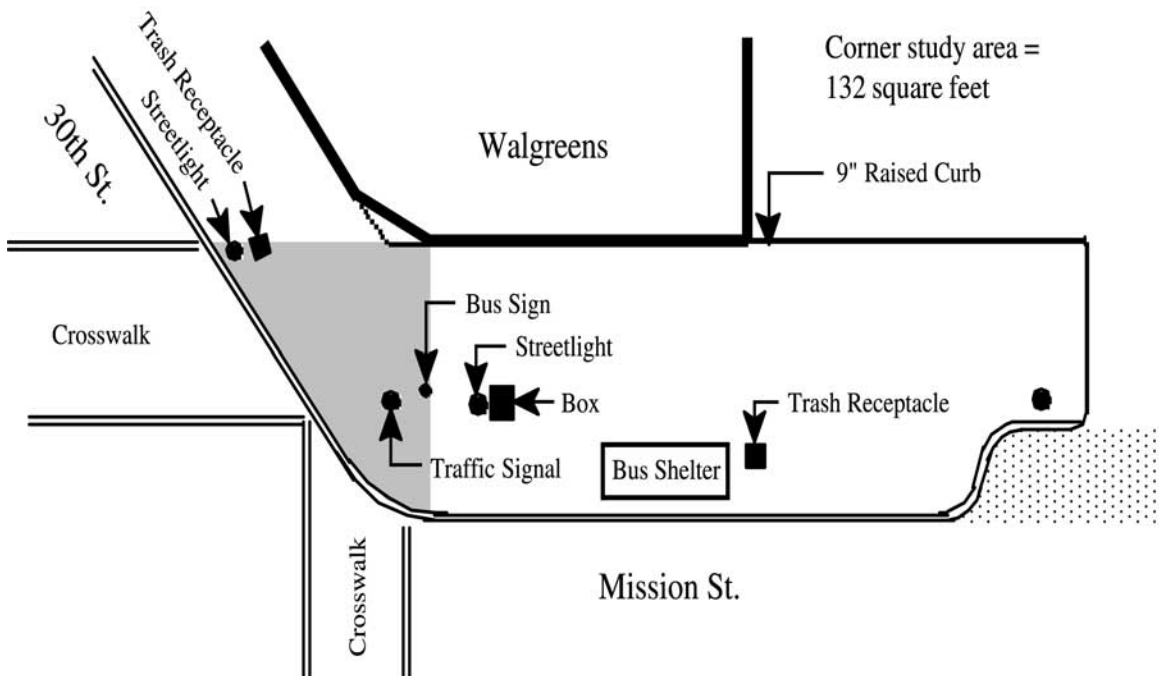 Trash Receptacle
Streetlight
30th St.
Corner study area =
132 square feet
Walgreens
9" Raised Curb
Bus Sign
Crosswalk
Streetlight
Box
Trash Receptacle
Traffic Signal
Bus Shelter
Crosswalk
Mission St.